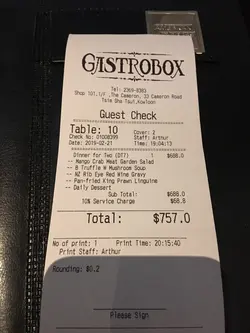 GISTROBOX
Tel: 2369-8383
Shop 101,1/F ,The Cameron, 33 Cameron Road
Tsim Sha Tsui,Kowloon
Guest Check
Table: 10 Cover: 2
Check No: 01008399 Staff: Arthur
Date: 2019-02-21 Time: 19:04:13
Dinner for Two (DT7) 1 $688.0
-- Mango Crab Meat Garden Salad
-- 8 Truffle W Mushroom Soup
-- NZ Rib Eye Red Wine Gravy
-- Pan-fried King Prawn Linguine
-- Daily Dessert
Sub Total: $688.0
10% Service Charge $68.8
Total: $757.0
No of print: 1 Print Time: 20:15:40
Print Staff: Arthur
Rounding: $0.2
Please Sign